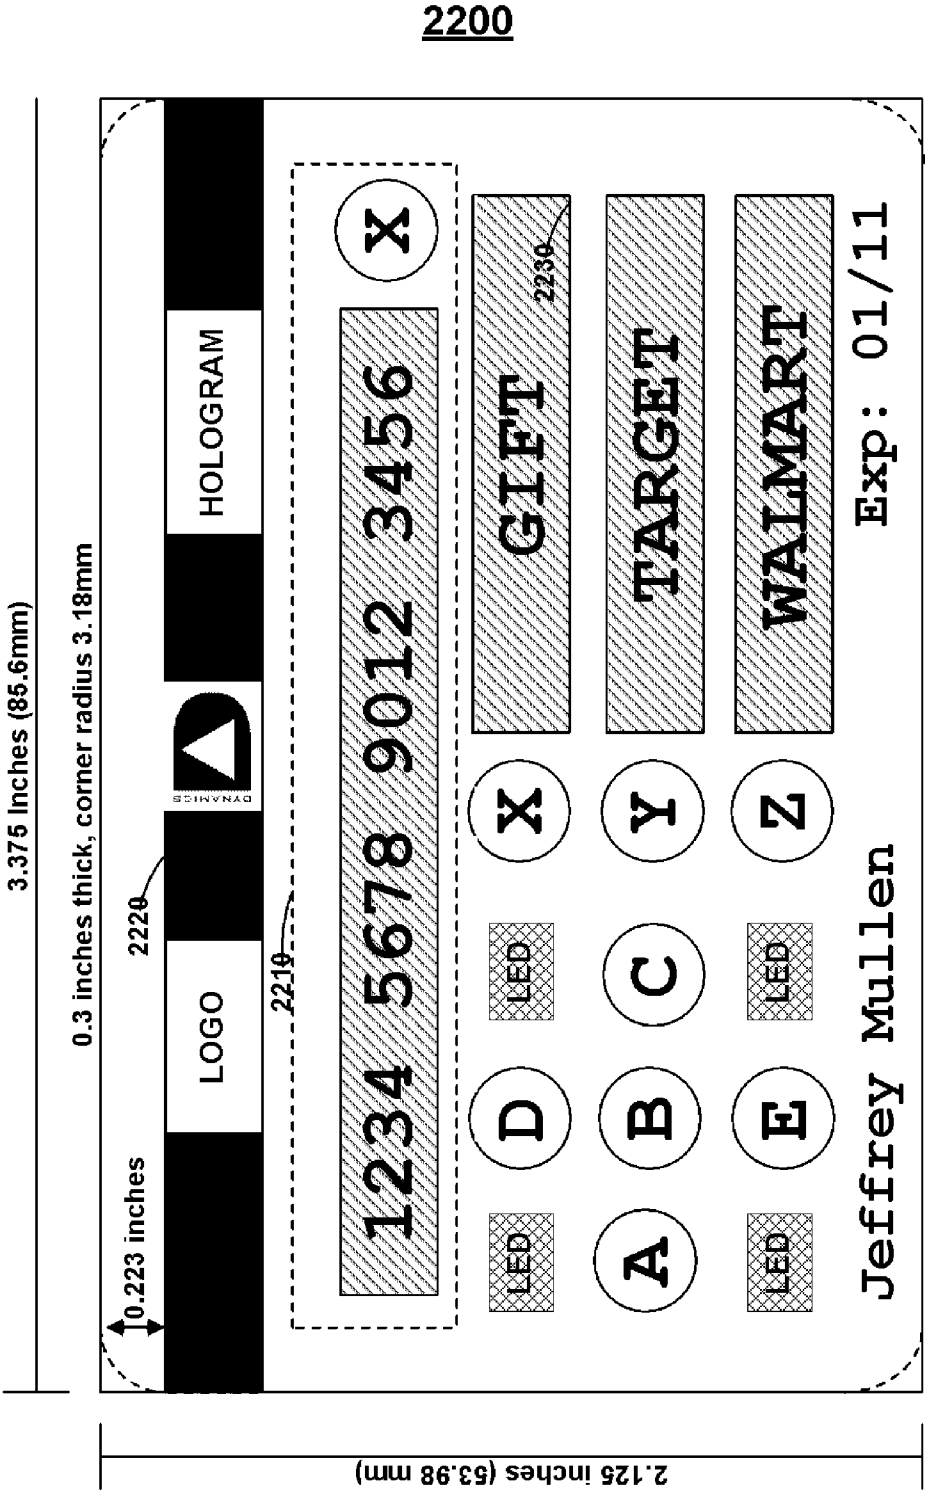 2200
3.375 Inches (85.6mm)
0.3 inches thick, corner radius 3.18mm
0.223 inches
2220
LOGO
DYNAMICS
HOLOGRAM
2210
1234 5678 9012 3456 X
LED D LED X GIFT
2230
A B C Y TARGET
LED E LED Z WALMART
Jeffrey Mullen Exp: 01/11
2.125 inches (53.98 mm)